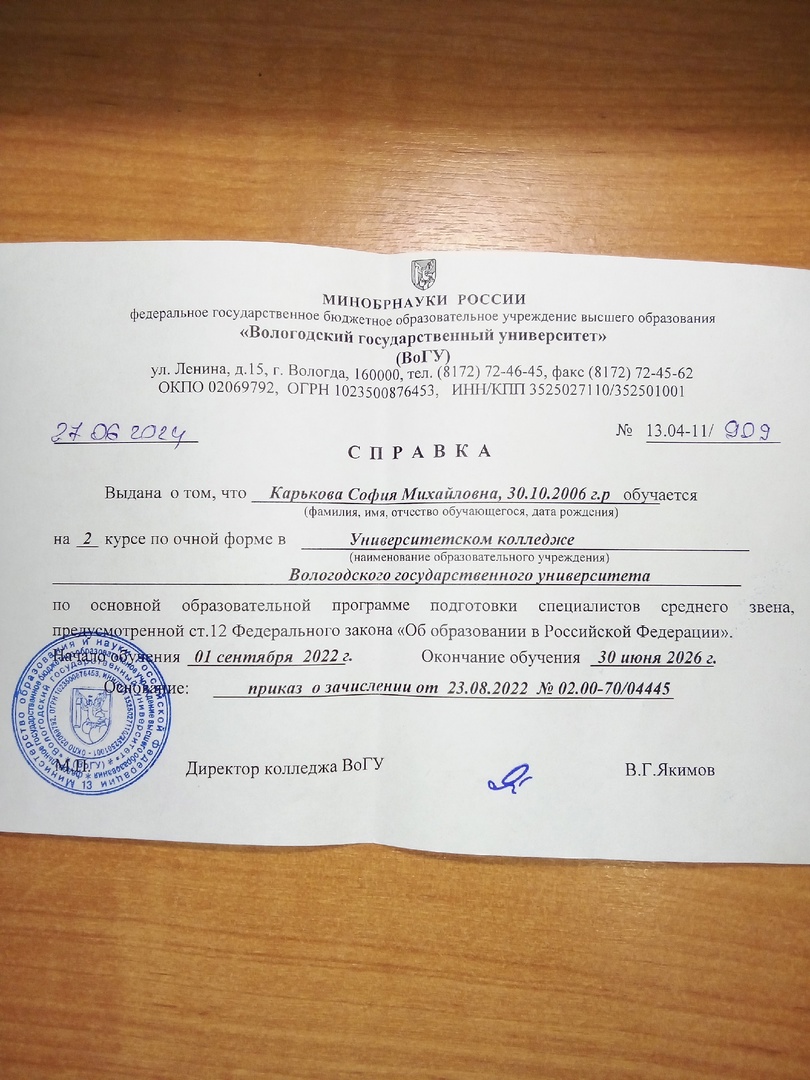 МИНОБРНАУКИ РОССИИ
федеральное государственное бюджетное образовательное учреждение высшего образования
«Вологодский государственный университет»
(ВоГУ)
ул. Ленина, д.15, г. Вологда, 160000, тел. (8172) 72-46-45, факс (8172) 72-45-62
ОКПО 02069792, ОГРН 1023500876453, ИНН/КПП 3525027110/352501001
27 06 2024 № 13.04-11/ 909
СПРАВКА
Выдана о том, что Карькова София Михайловна, 30.10.2006 г.р обучается
(фамилия, имя, отчество обучающегося, дата рождения)
на 2 курсе по очной форме в Университетском колледже
(наименование образовательного учреждения)
Вологодского государственного университета
по основной образовательной программе подготовки специалистов среднего звена,
предусмотренной ст.12 Федерального закона «Об образовании в Российской Федерации».
Начало обучения 01 сентября 2022 г. Окончание обучения 30 июня 2026 г.
Основание: приказ о зачислении от 23.08.2022 № 02.00-70/04445
М.П. Директор колледжа ВоГУ В.Г.Якимов
Министерство образования и науки Российской Федерации